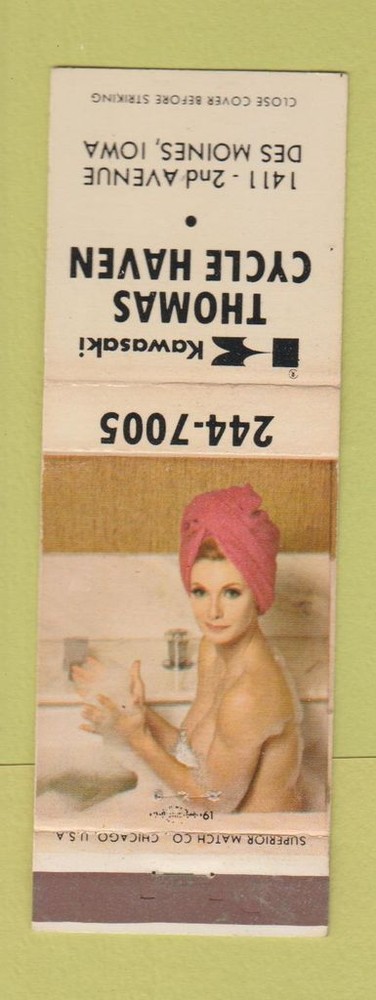 Kawasaki ®
THOMAS
CYCLE HAVEN
•
1411 - 2nd AVENUE
DES MOINES, IOWA
CLOSE COVER BEFORE STRIKING
244-7005
19
SUPERIOR MATCH CO., CHICAGO, U.S.A